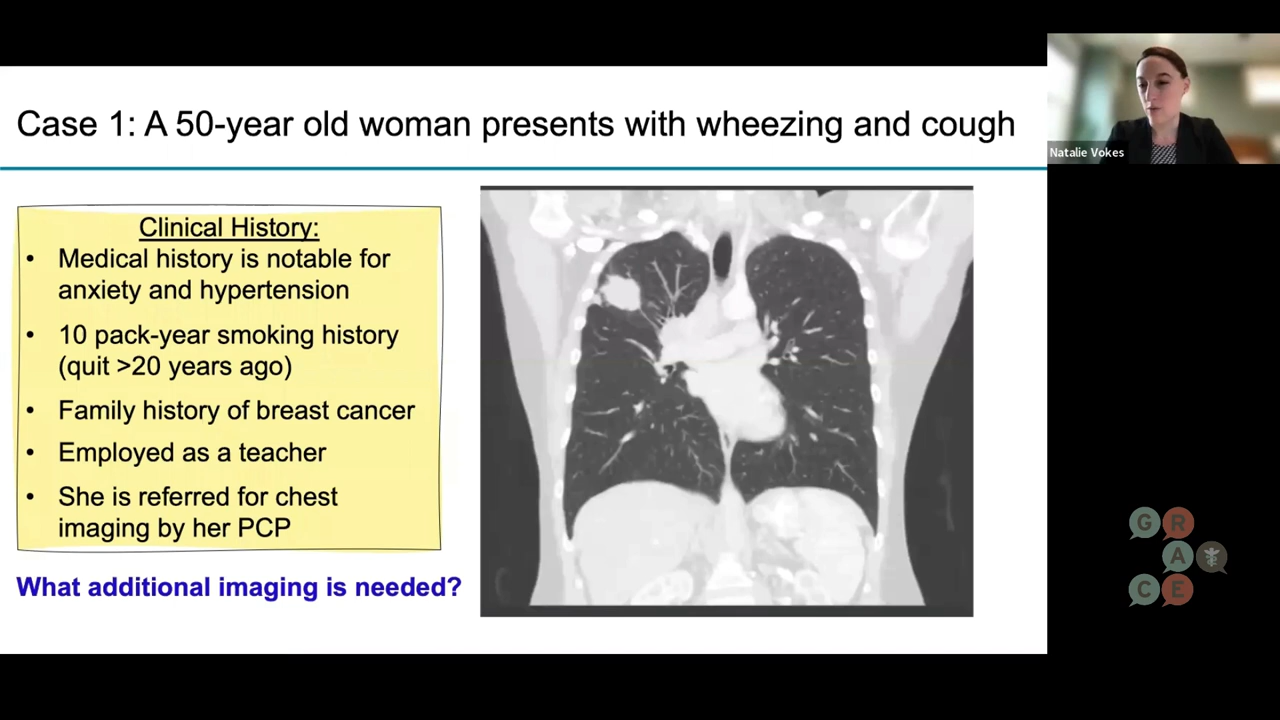 Case 1: A 50-year old woman presents with wheezing and cough
Natalie Vokes
Clinical History:
• Medical history is notable for
anxiety and hypertension
• 10 pack-year smoking history
(quit >20 years ago)
• Family history of breast cancer
• Employed as a teacher
• She is referred for chest
imaging by her PCP
What additional imaging is needed?
G R
A
C E